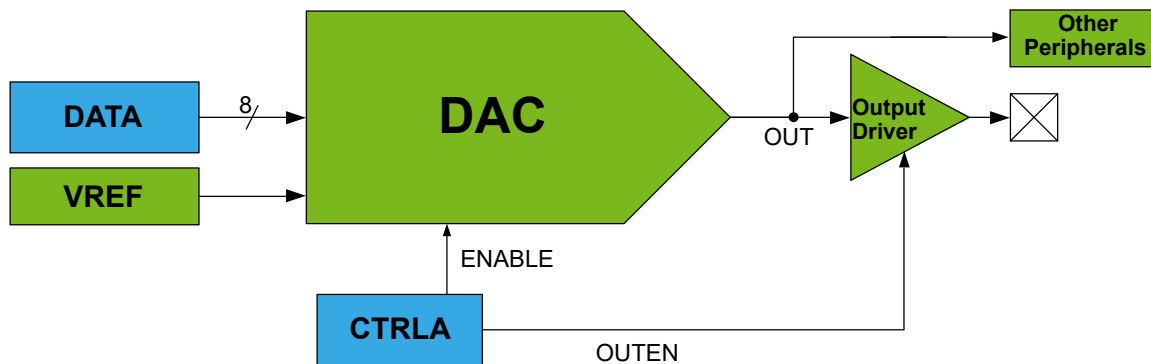 Other
Peripherals
DATA
8
DAC
Output
Driver
OUT
VREF
ENABLE
CTRLA
OUTEN